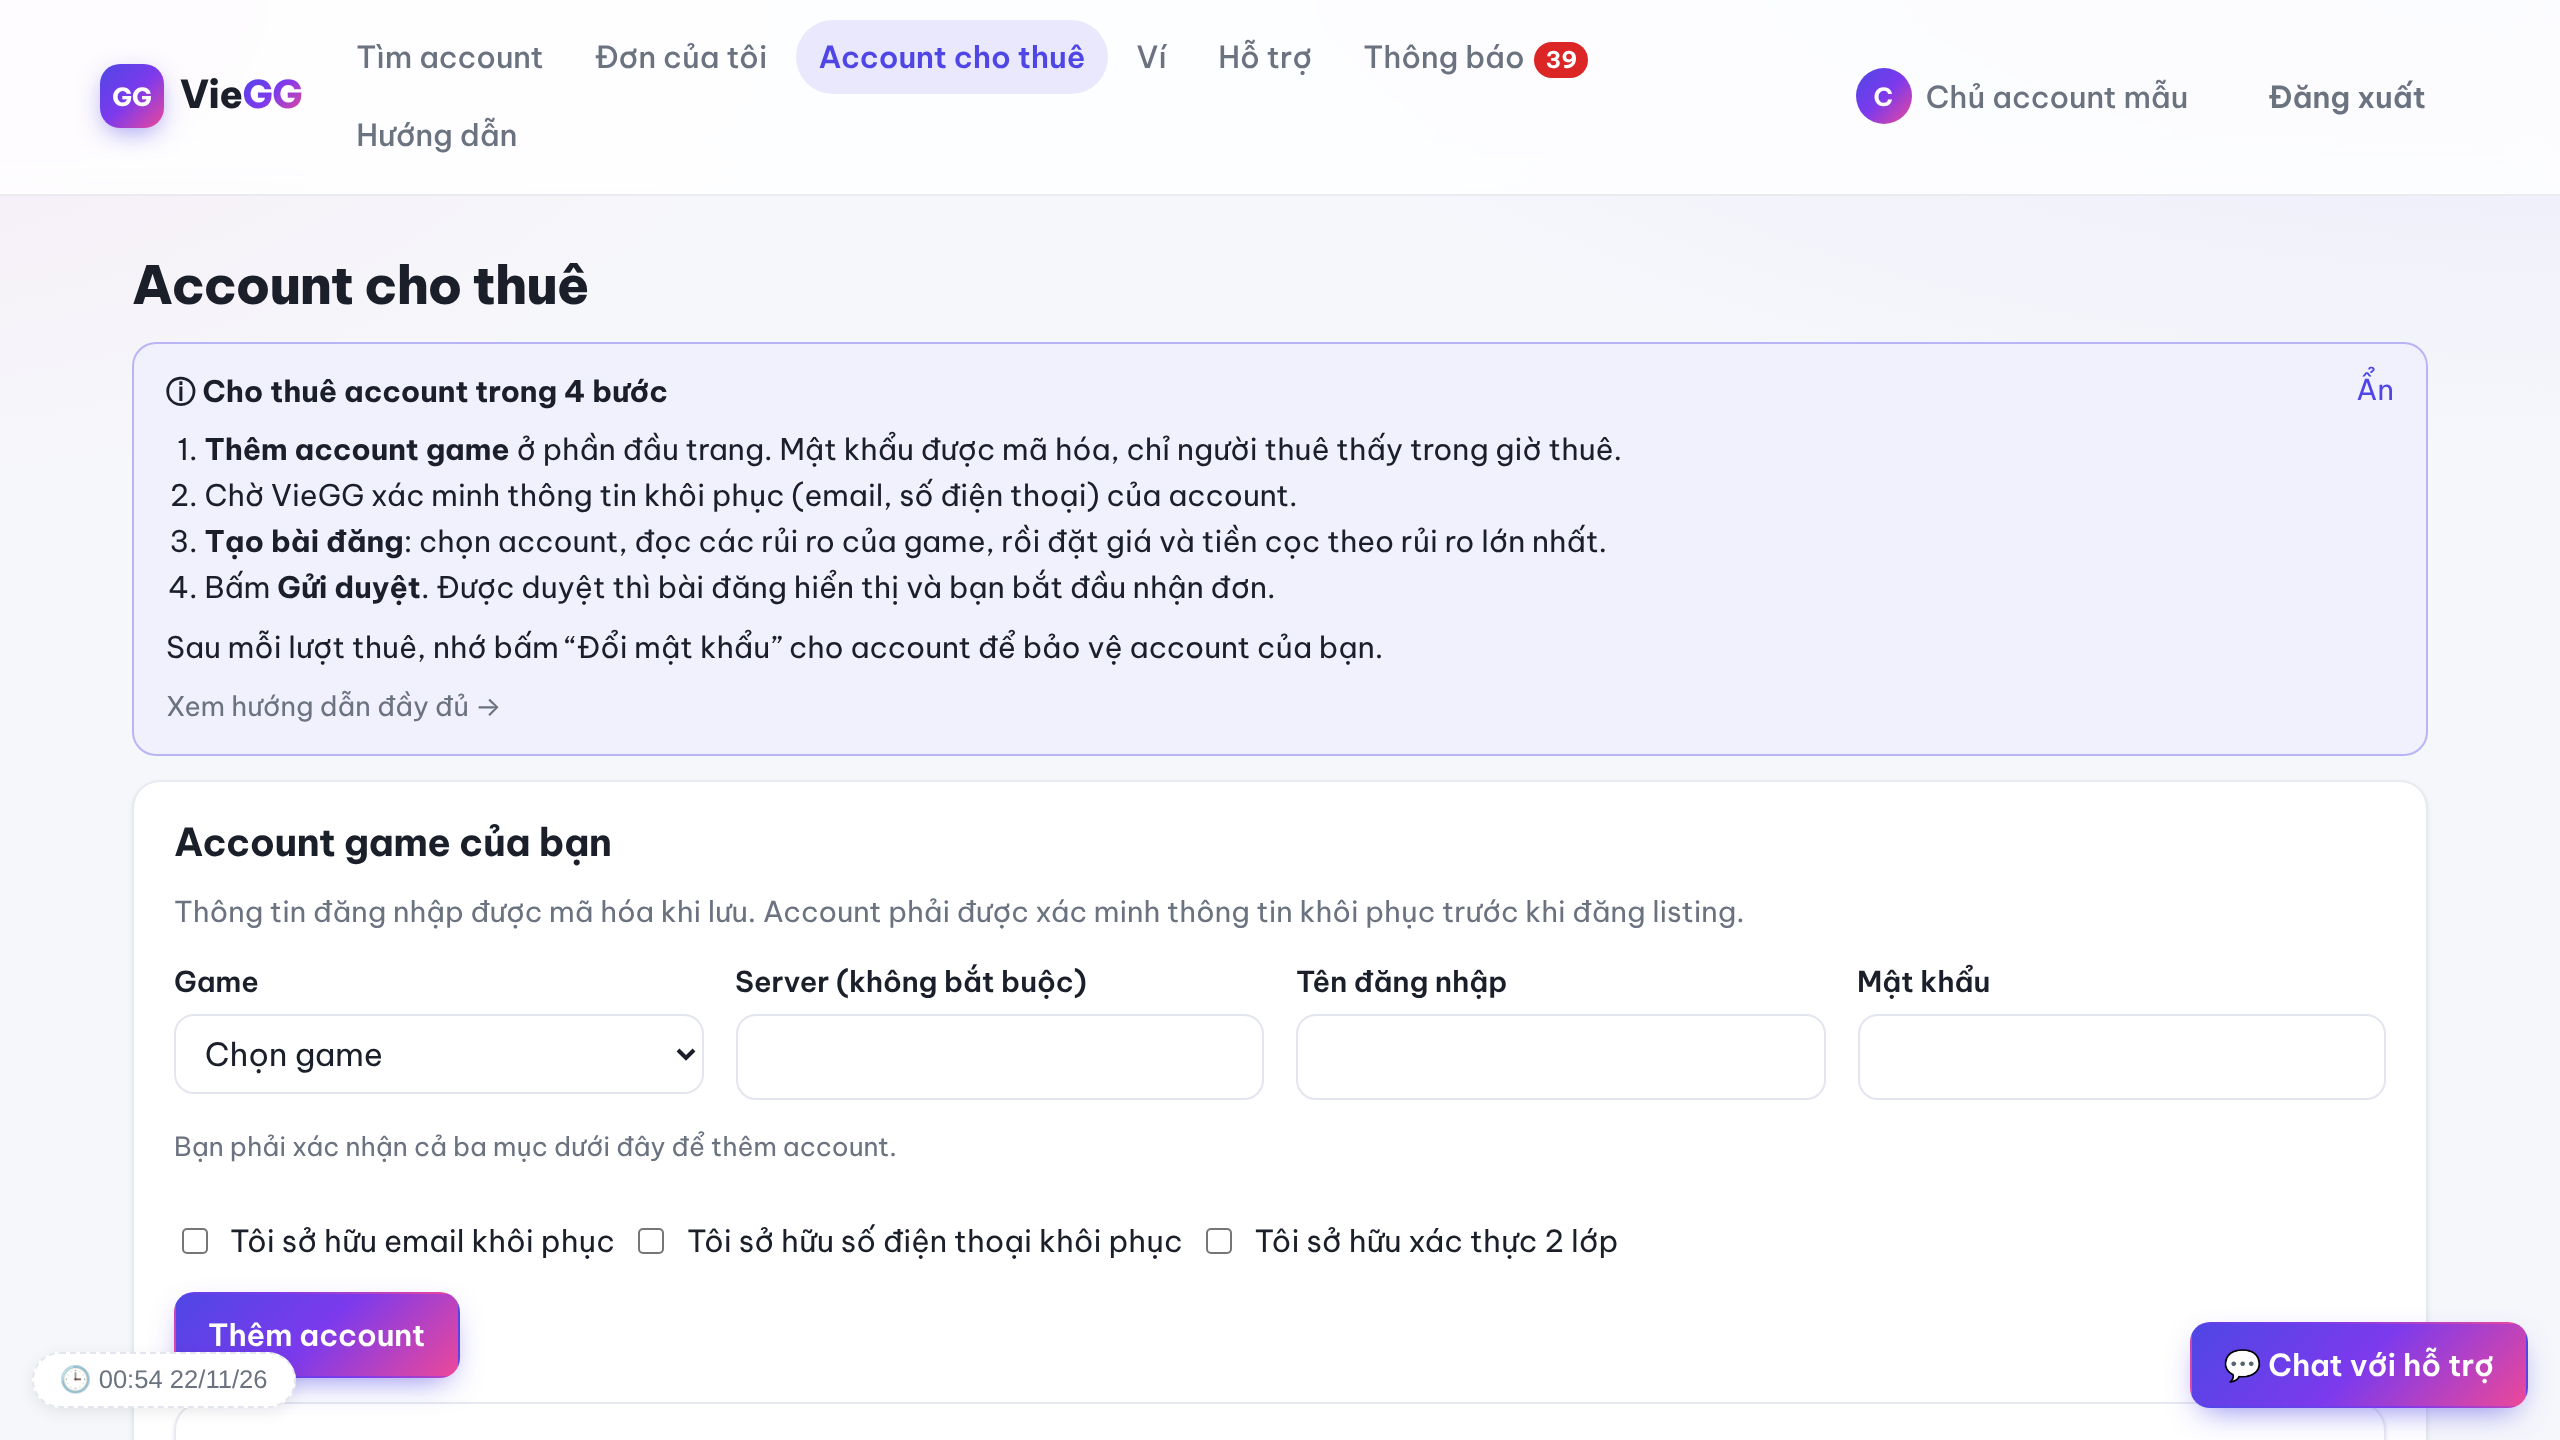 GG VieGG
Tìm account
Đơn của tôi
Account cho thuê
Ví
Hỗ trợ
Thông báo 39
Hướng dẫn
C Chủ account mẫu
Đăng xuất
Account cho thuê
ⓘ Cho thuê account trong 4 bước
Ẩn
1. Thêm account game ở phần đầu trang. Mật khẩu được mã hóa, chỉ người thuê thấy trong giờ thuê.
2. Chờ VieGG xác minh thông tin khôi phục (email, số điện thoại) của account.
3. Tạo bài đăng: chọn account, đọc các rủi ro của game, rồi đặt giá và tiền cọc theo rủi ro lớn nhất.
4. Bấm Gửi duyệt. Được duyệt thì bài đăng hiển thị và bạn bắt đầu nhận đơn.
Sau mỗi lượt thuê, nhớ bấm “Đổi mật khẩu” cho account để bảo vệ account của bạn.
Xem hướng dẫn đầy đủ →
Account game của bạn
Thông tin đăng nhập được mã hóa khi lưu. Account phải được xác minh thông tin khôi phục trước khi đăng listing.
Game
Server (không bắt buộc)
Tên đăng nhập
Mật khẩu
Chọn game
Bạn phải xác nhận cả ba mục dưới đây để thêm account.
Tôi sở hữu email khôi phục
Tôi sở hữu số điện thoại khôi phục
Tôi sở hữu xác thực 2 lớp
Thêm account
🕒 00:54 22/11/26
💬 Chat với hỗ trợ